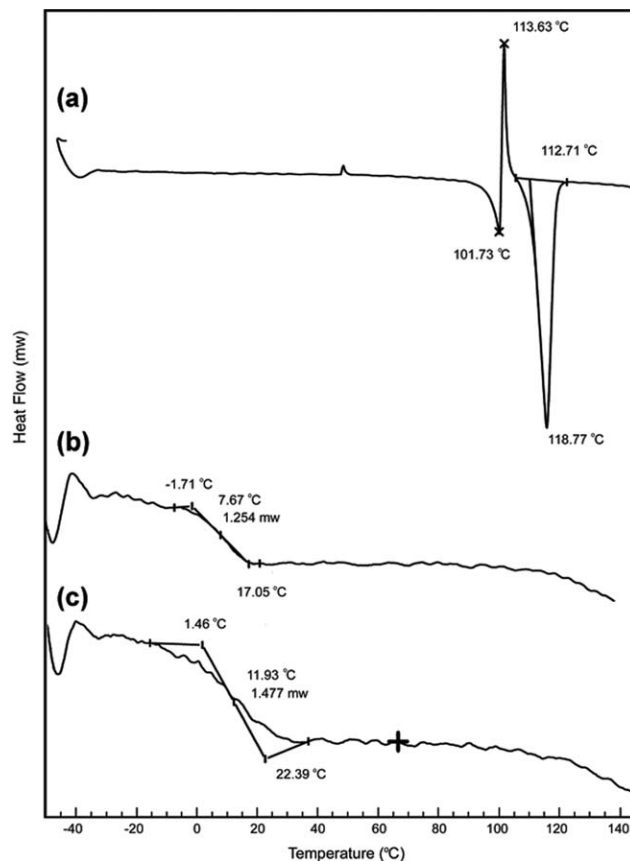 113.63 °C
(a)
112.71 °C
101.73 °C
118.77 °C
Heat Flow (mw)
(b)
-1.71 °C
7.67 °C
1.254 mw
17.05 °C
(c)
1.46 °C
11.93 °C
1.477 mw
22.39 °C
-40 -20 0 20 40 60 80 100 120 140
Temperature (°C)